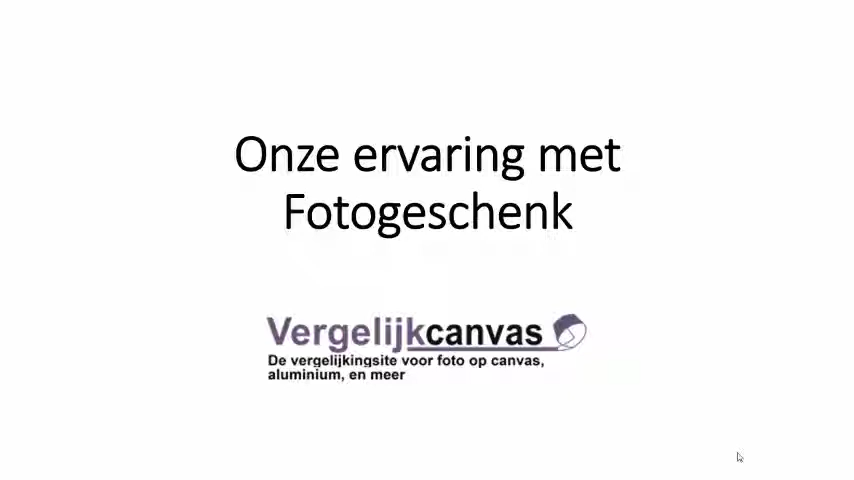 Onze ervaring met
Fotogeschenk
Vergelijkcanvas
De vergelijkingsite voor foto op canvas,
aluminium, en meer